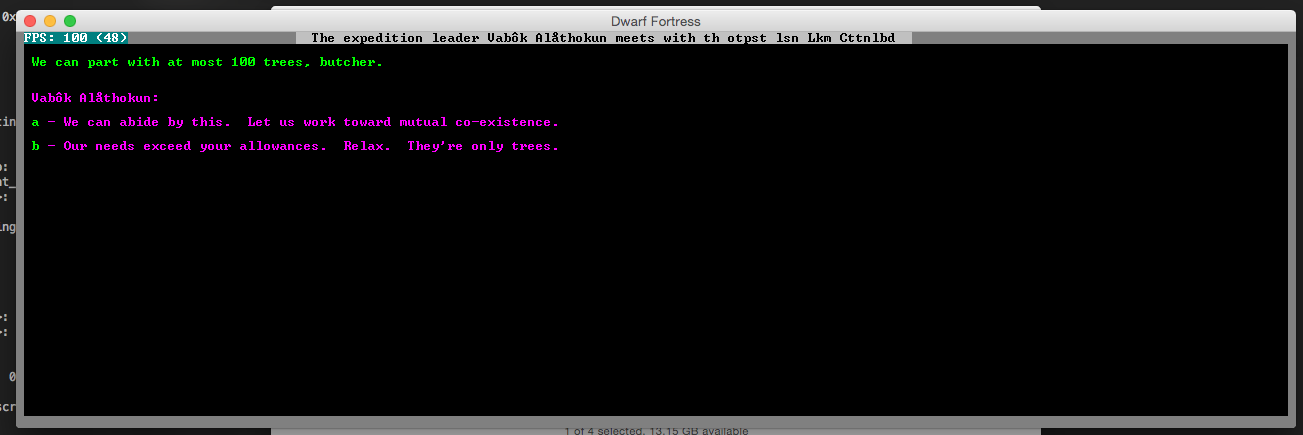 0x
Dwarf Fortress
FPS: 100 (48)
The expedition leader Vabôk Alåthokun meets with th otpst lsn Lkm Cttnlbd
We can part with at most 100 trees, butcher.
Vabôk Alåthokun:
a - We can abide by this.  Let us work toward mutual co-existence.
b - Our needs exceed your allowances.  Relax.  They're only trees.
1 of 4 selected, 13.15 GB available